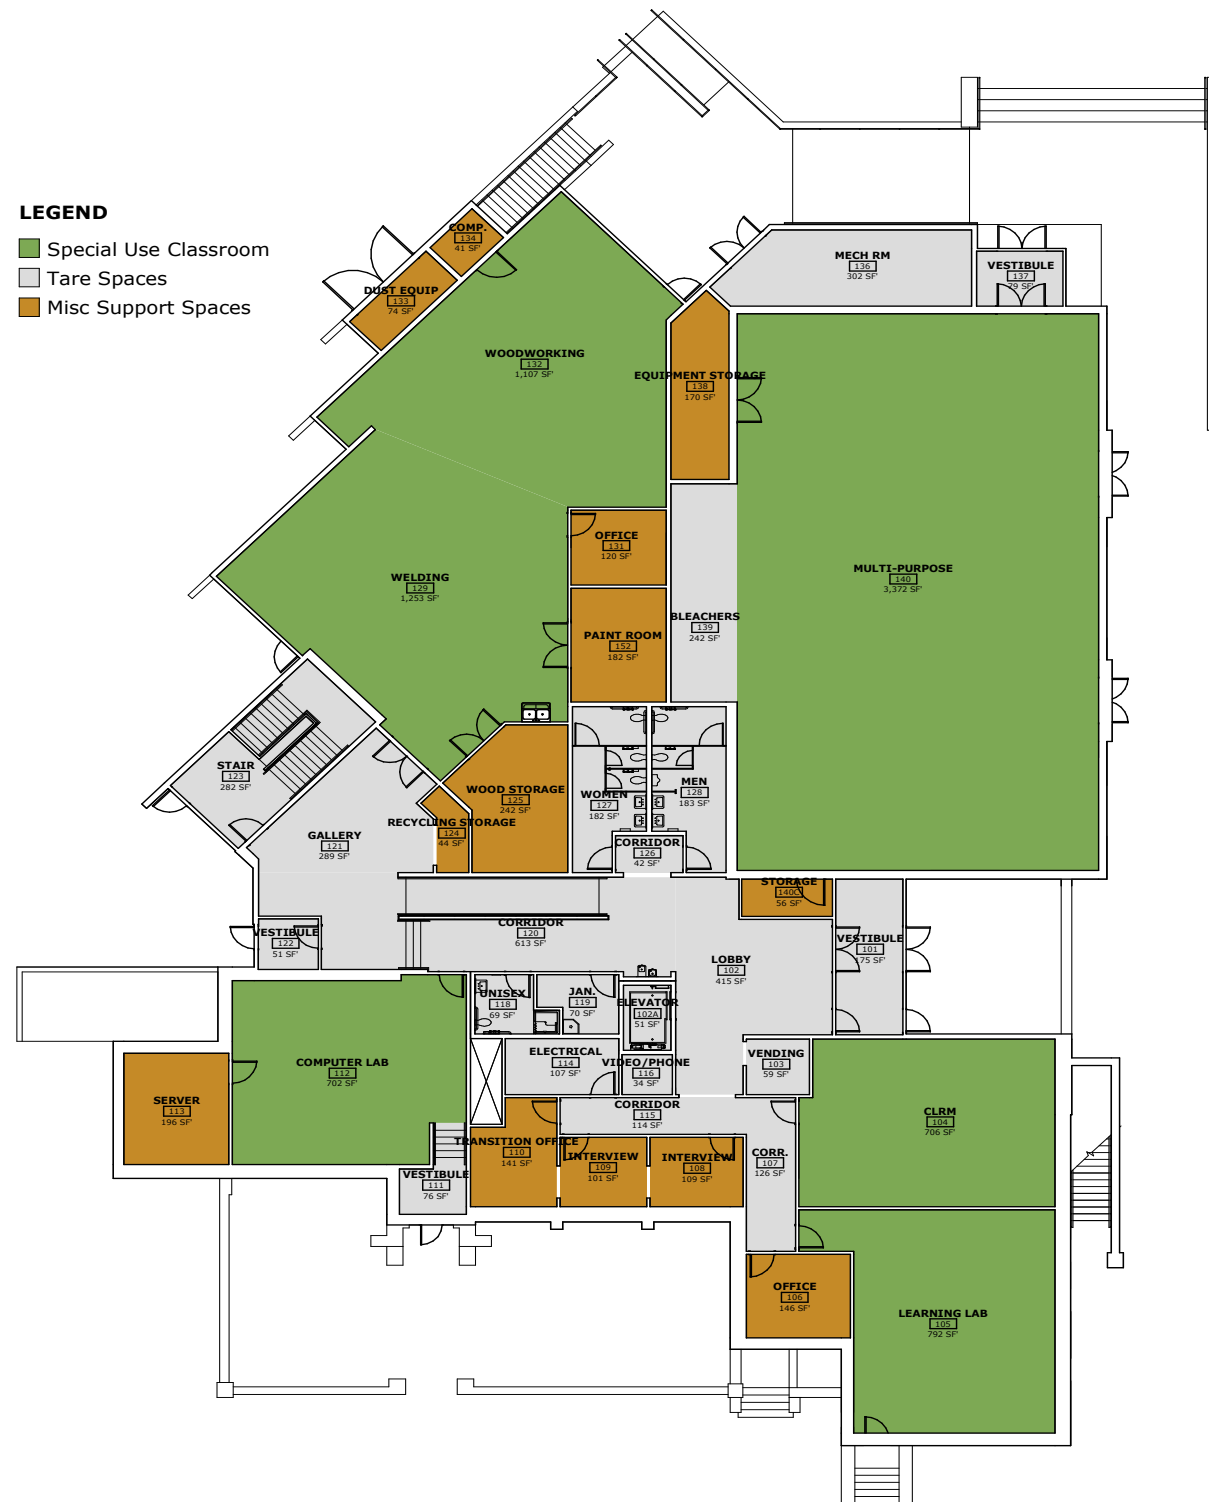 LEGEND
Special Use Classroom
Tare Spaces
Misc Support Spaces
COMP.
134
41 SF'
DUST EQUIP
133
74 SF'
MECH RM
136
302 SF'
VESTIBULE
137
79 SF'
WOODWORKING
132
1,107 SF'
EQUIPMENT STORAGE
138
170 SF'
OFFICE
131
120 SF'
WELDING
129
1,253 SF'
MULTI-PURPOSE
140
3,372 SF'
BLEACHERS
139
242 SF'
PAINT ROOM
152
182 SF'
STAIR
123
282 SF'
WOOD STORAGE
125
242 SF'
WOMEN
127
182 SF'
MEN
128
183 SF'
RECYCLING STORAGE
124
44 SF'
GALLERY
121
289 SF'
CORRIDOR
126
42 SF'
STORAGE
140C
56 SF'
CORRIDOR
120
613 SF'
VESTIBULE
122
51 SF'
VESTIBULE
101
175 SF'
LOBBY
102
415 SF'
UNISEX
118
69 SF'
JAN.
119
70 SF'
ELEVATOR
102A
51 SF'
ELECTRICAL
114
107 SF'
VIDEO/PHONE
116
34 SF'
VENDING
103
59 SF'
COMPUTER LAB
112
702 SF'
SERVER
113
196 SF'
CORRIDOR
115
114 SF'
CLRM
104
706 SF'
TRANSITION OFFICE
110
141 SF'
INTERVIEW
109
101 SF'
INTERVIEW
108
109 SF'
CORR.
107
126 SF'
VESTIBULE
111
76 SF'
OFFICE
106
146 SF'
LEARNING LAB
105
792 SF'